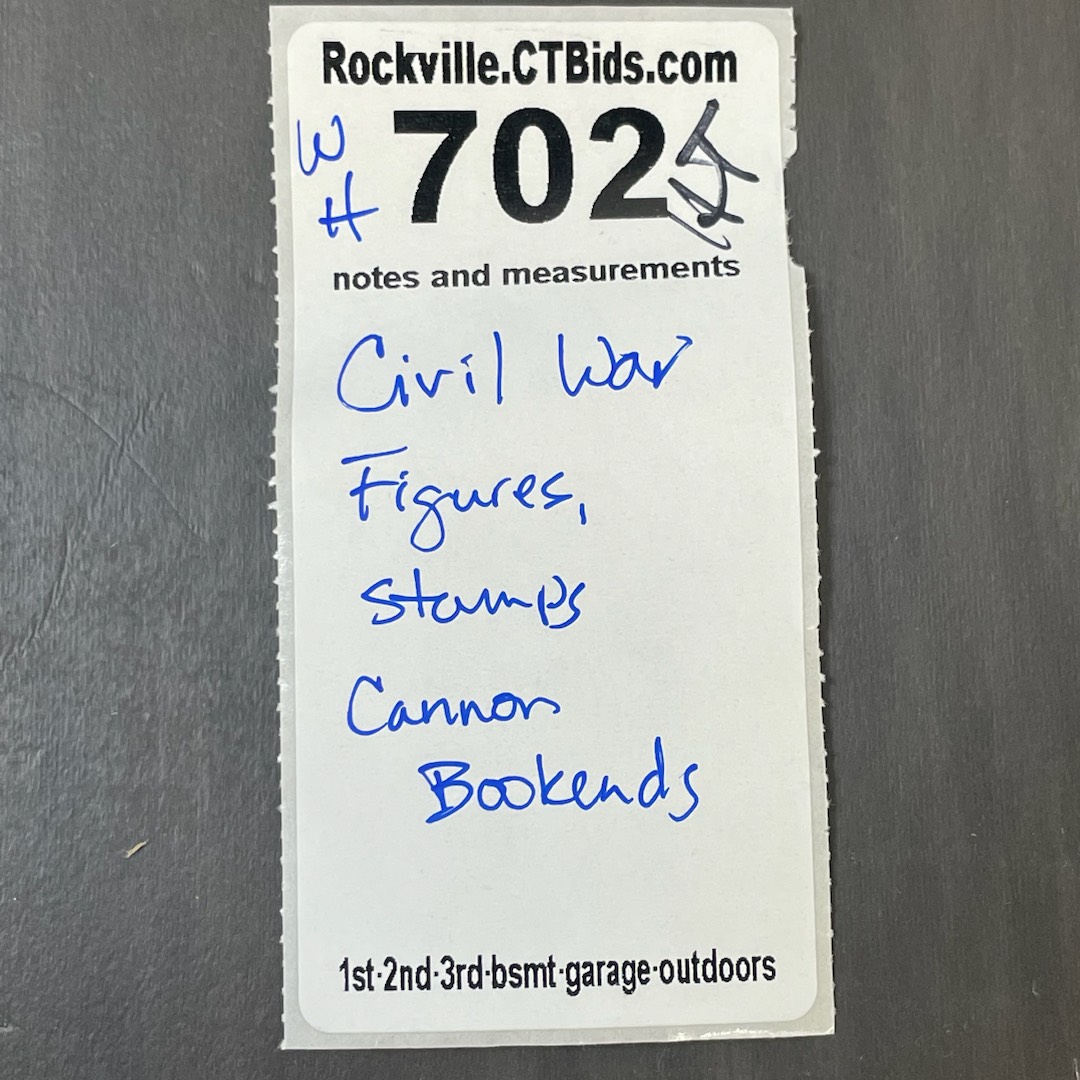 Rockville.CTBids.com
W
H
702
notes and measurements
Civil War
Figures,
stamps
Cannon
Bookends
1st·2nd·3rd·bsmt·garage·outdoors